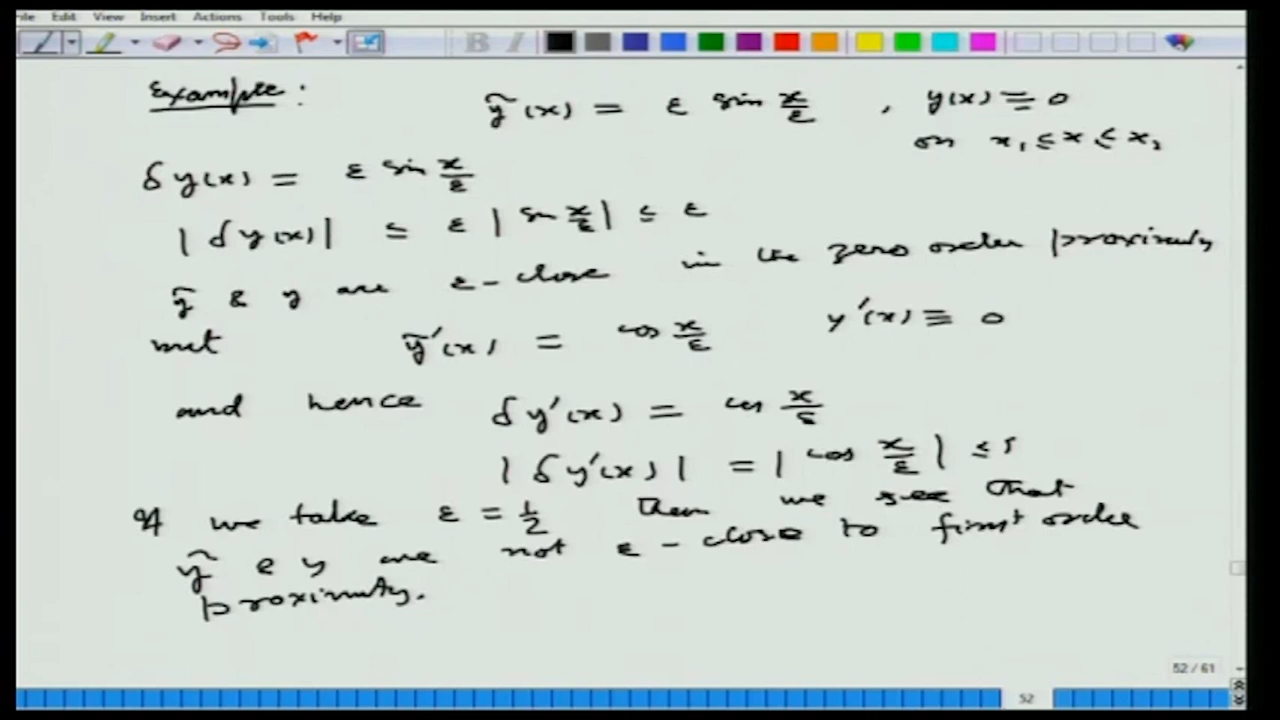 File Edit View Insert Actions Tools Help
B I
Example :
ỹ(x) = ε sin x/ε , y(x) ≡ 0
on x₁ ≤ x ≤ x₂
δy(x) = ε sin x/ε
|δy(x)| ≤ ε |sin x/ε| ≤ ε
ỹ & y are ε-close in the zero order proximity
but ỹ'(x) = cos x/ε y'(x) ≡ 0
and hence δy'(x) = cos x/ε
|δy'(x)| = |cos x/ε| ≤ 1
If we take ε = 1/2 then we see that
ỹ & y are not ε-close to first order
proximity.
52 / 61
52